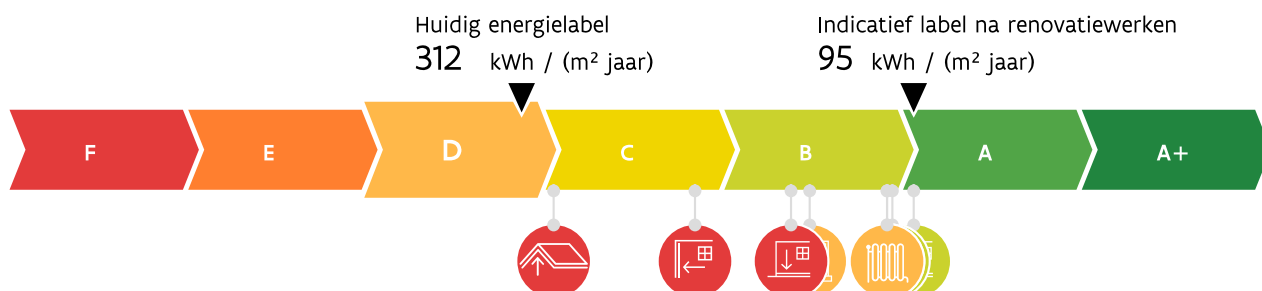 Huidig energielabel
312 kWh / (m² jaar)
Indicatief label na renovatiewerken
95 kWh / (m² jaar)
F E D C B A A+